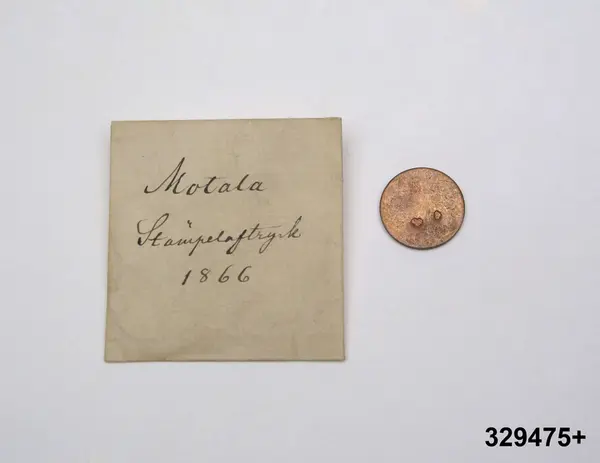 Motala
Stämpelaftryck
1866
329475+